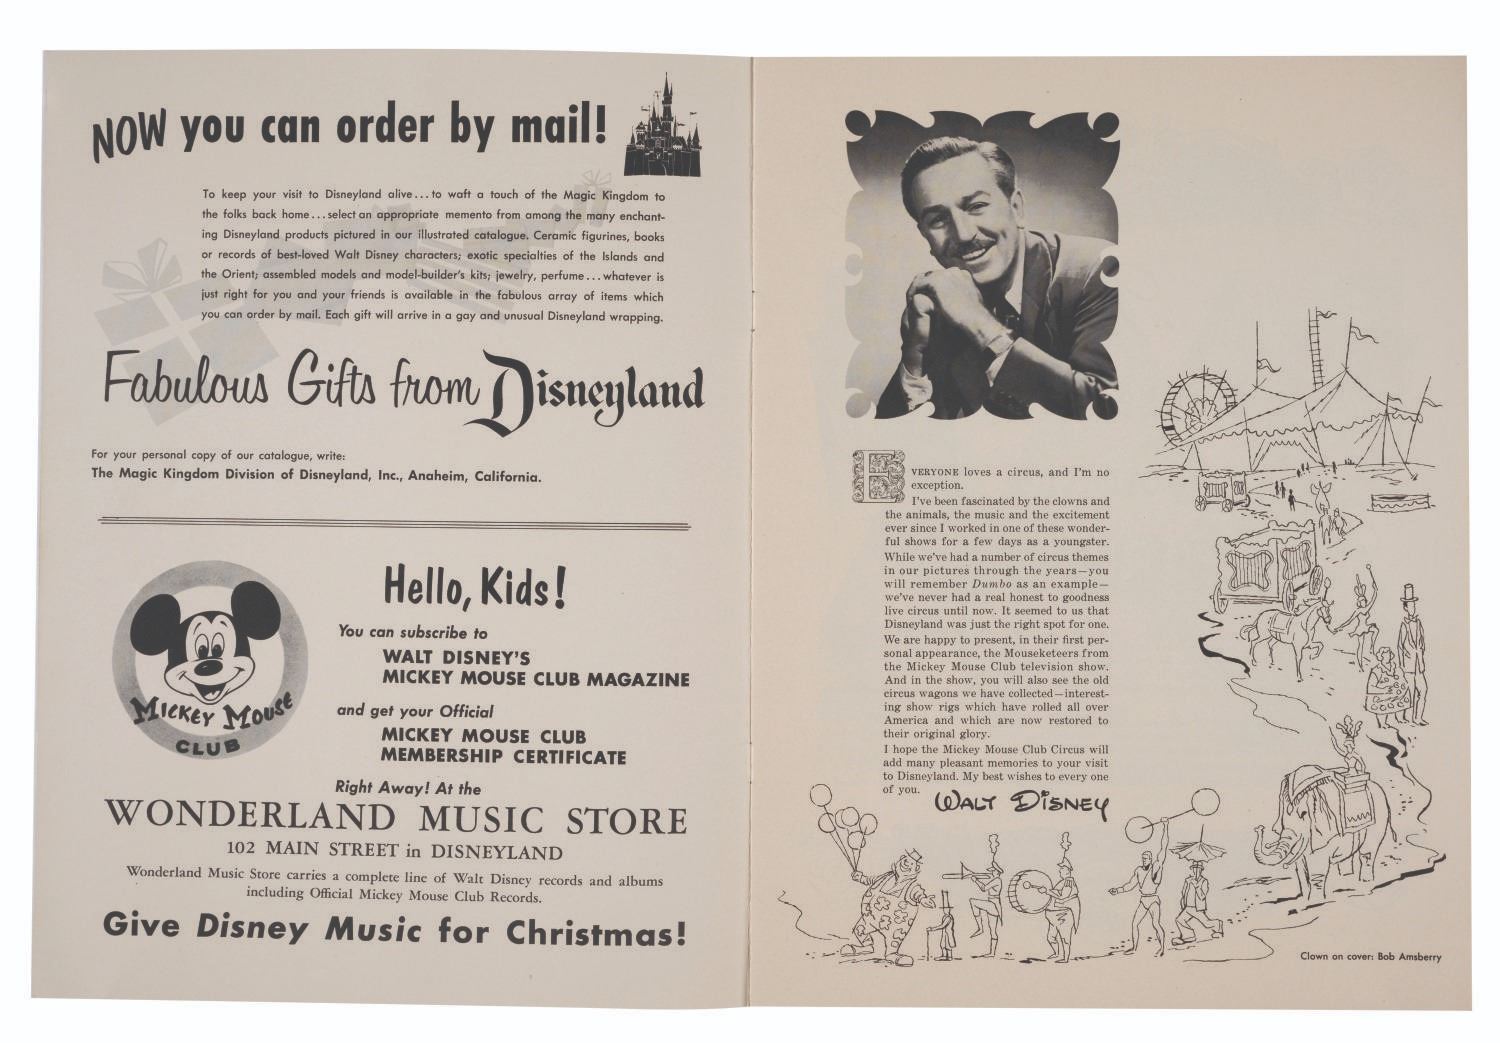 NOW you can order by mail!
To keep your visit to Disneyland alive...to waft a touch of the Magic Kingdom to
the folks back home...select an appropriate memento from among the many enchant-
ing Disneyland products pictured in our illustrated catalogue. Ceramic figurines, books
or records of best-loved Walt Disney characters; exotic specialties of the Islands and
the Orient; assembled models and model-builder's kits; jewelry, perfume...whatever is
just right for you and your friends is available in the fabulous array of items which
you can order by mail. Each gift will arrive in a gay and unusual Disneyland wrapping.
Fabulous Gifts from Disneyland
For your personal copy of our catalogue, write:
The Magic Kingdom Division of Disneyland, Inc., Anaheim, California.
MICKEY MOUSE
CLUB
Hello, Kids!
You can subscribe to
WALT DISNEY'S
MICKEY MOUSE CLUB MAGAZINE
and get your Official
MICKEY MOUSE CLUB
MEMBERSHIP CERTIFICATE
Right Away! At the
WONDERLAND MUSIC STORE
102 MAIN STREET in DISNEYLAND
Wonderland Music Store carries a complete line of Walt Disney records and albums
including Official Mickey Mouse Club Records.
Give Disney Music for Christmas!
EVERYONE loves a circus, and I'm no
exception.
I've been fascinated by the clowns and
the animals, the music and the excitement
ever since I worked in one of these wonder-
ful shows for a few days as a youngster.
While we've had a number of circus themes
in our pictures through the years—you
will remember Dumbo as an example—
we've never had a real honest to goodness
live circus until now. It seemed to us that
Disneyland was just the right spot for one.
We are happy to present, in their first per-
sonal appearance, the Mouseketeers from
the Mickey Mouse Club television show.
And in the show, you will also see the old
circus wagons we have collected—interest-
ing show rigs which have rolled all over
America and which are now restored to
their original glory.
I hope the Mickey Mouse Club Circus will
add many pleasant memories to your visit
to Disneyland. My best wishes to every one
of you.
WALT DISNEY
Clown on cover: Bob Amsberry